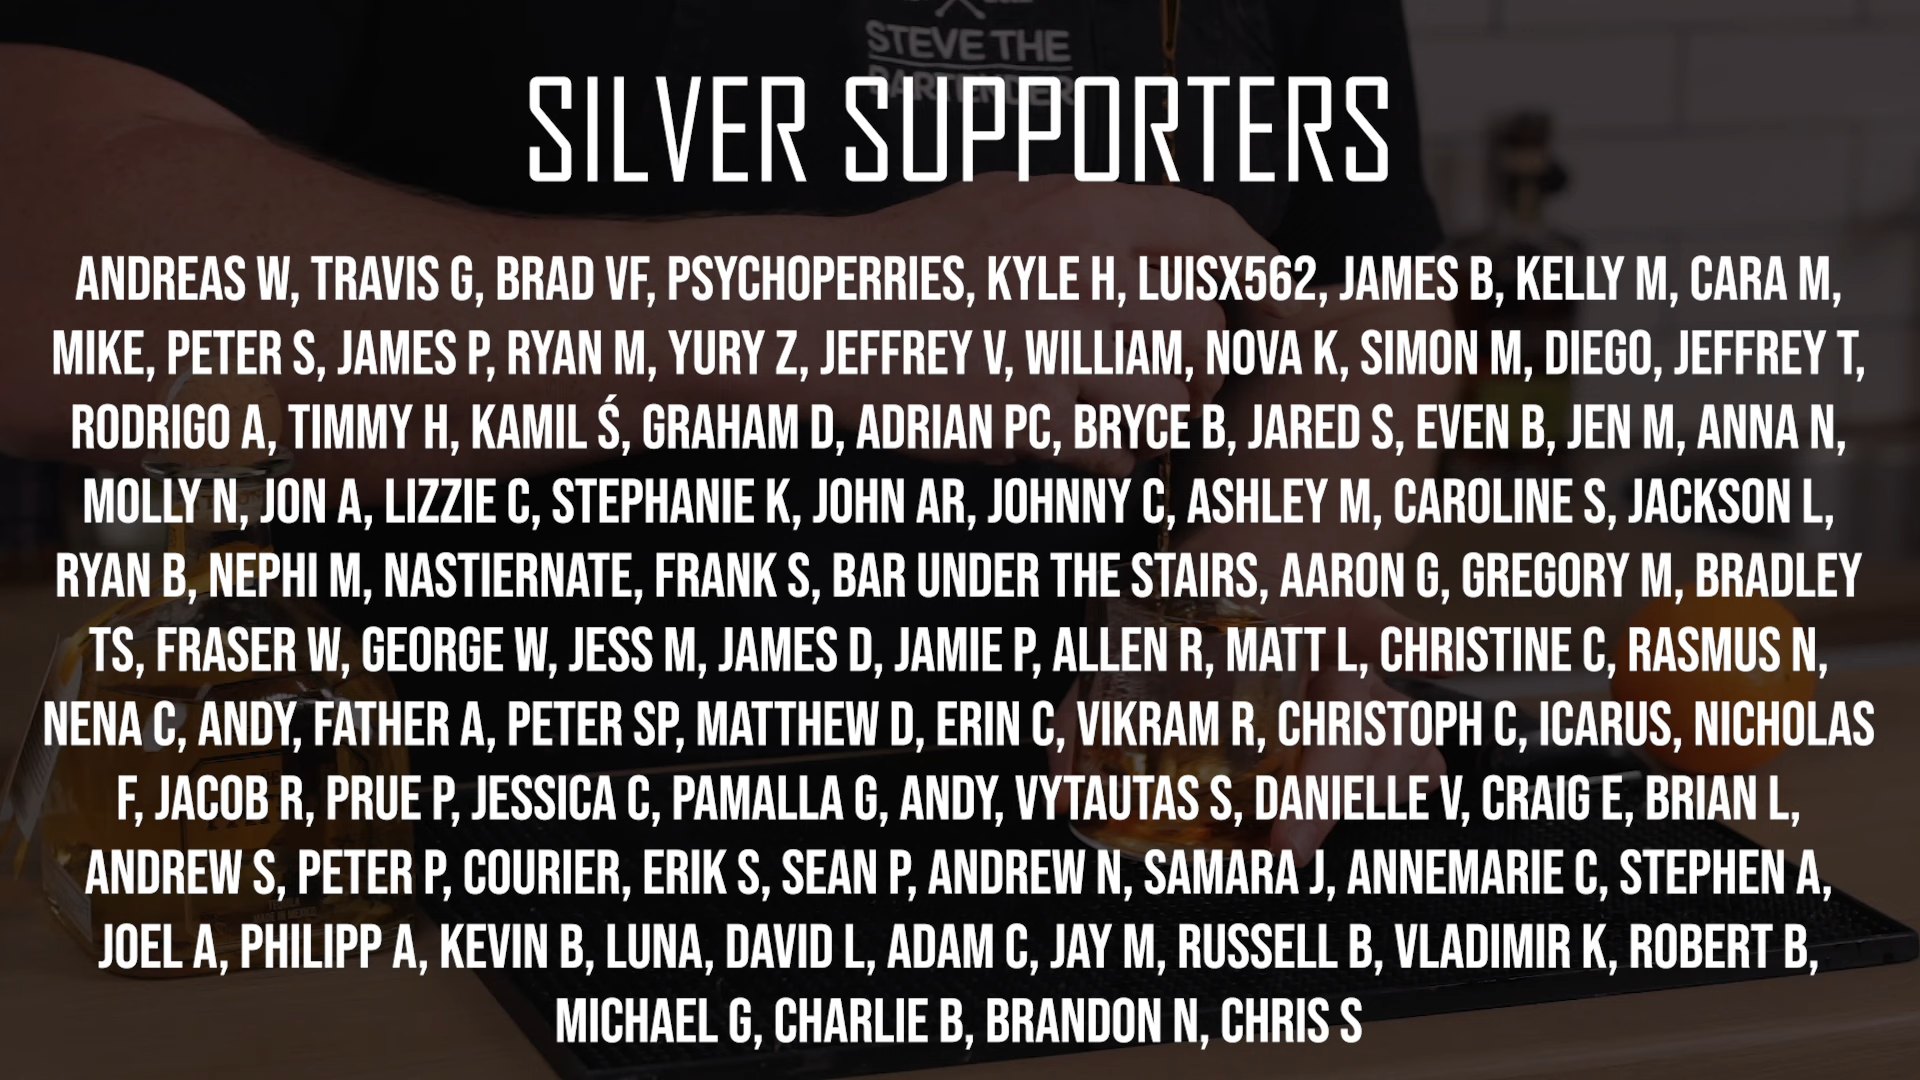 STEVE THE
BARTENDER
SILVER SUPPORTERS
ANDREAS W, TRAVIS G, BRAD VF, PSYCHOPERRIES, KYLE H, LUISX562, JAMES B, KELLY M, CARA M,
MIKE, PETER S, JAMES P, RYAN M, YURY Z, JEFFREY V, WILLIAM, NOVA K, SIMON M, DIEGO, JEFFREY T,
RODRIGO A, TIMMY H, KAMIL Ś, GRAHAM D, ADRIAN PC, BRYCE B, JARED S, EVEN B, JEN M, ANNA N,
MOLLY N, JON A, LIZZIE C, STEPHANIE K, JOHN AR, JOHNNY C, ASHLEY M, CAROLINE S, JACKSON L,
RYAN B, NEPHI M, NASTIERNATE, FRANK S, BAR UNDER THE STAIRS, AARON G, GREGORY M, BRADLEY
TS, FRASER W, GEORGE W, JESS M, JAMES D, JAMIE P, ALLEN R, MATT L, CHRISTINE C, RASMUS N,
NENA C, ANDY, FATHER A, PETER SP, MATTHEW D, ERIN C, VIKRAM R, CHRISTOPH C, ICARUS, NICHOLAS
F, JACOB R, PRUE P, JESSICA C, PAMALLA G, ANDY, VYTAUTAS S, DANIELLE V, CRAIG E, BRIAN L,
ANDREW S, PETER P, COURIER, ERIK S, SEAN P, ANDREW N, SAMARA J, ANNEMARIE C, STEPHEN A,
JOEL A, PHILIPP A, KEVIN B, LUNA, DAVID L, ADAM C, JAY M, RUSSELL B, VLADIMIR K, ROBERT B,
MICHAEL G, CHARLIE B, BRANDON N, CHRIS S